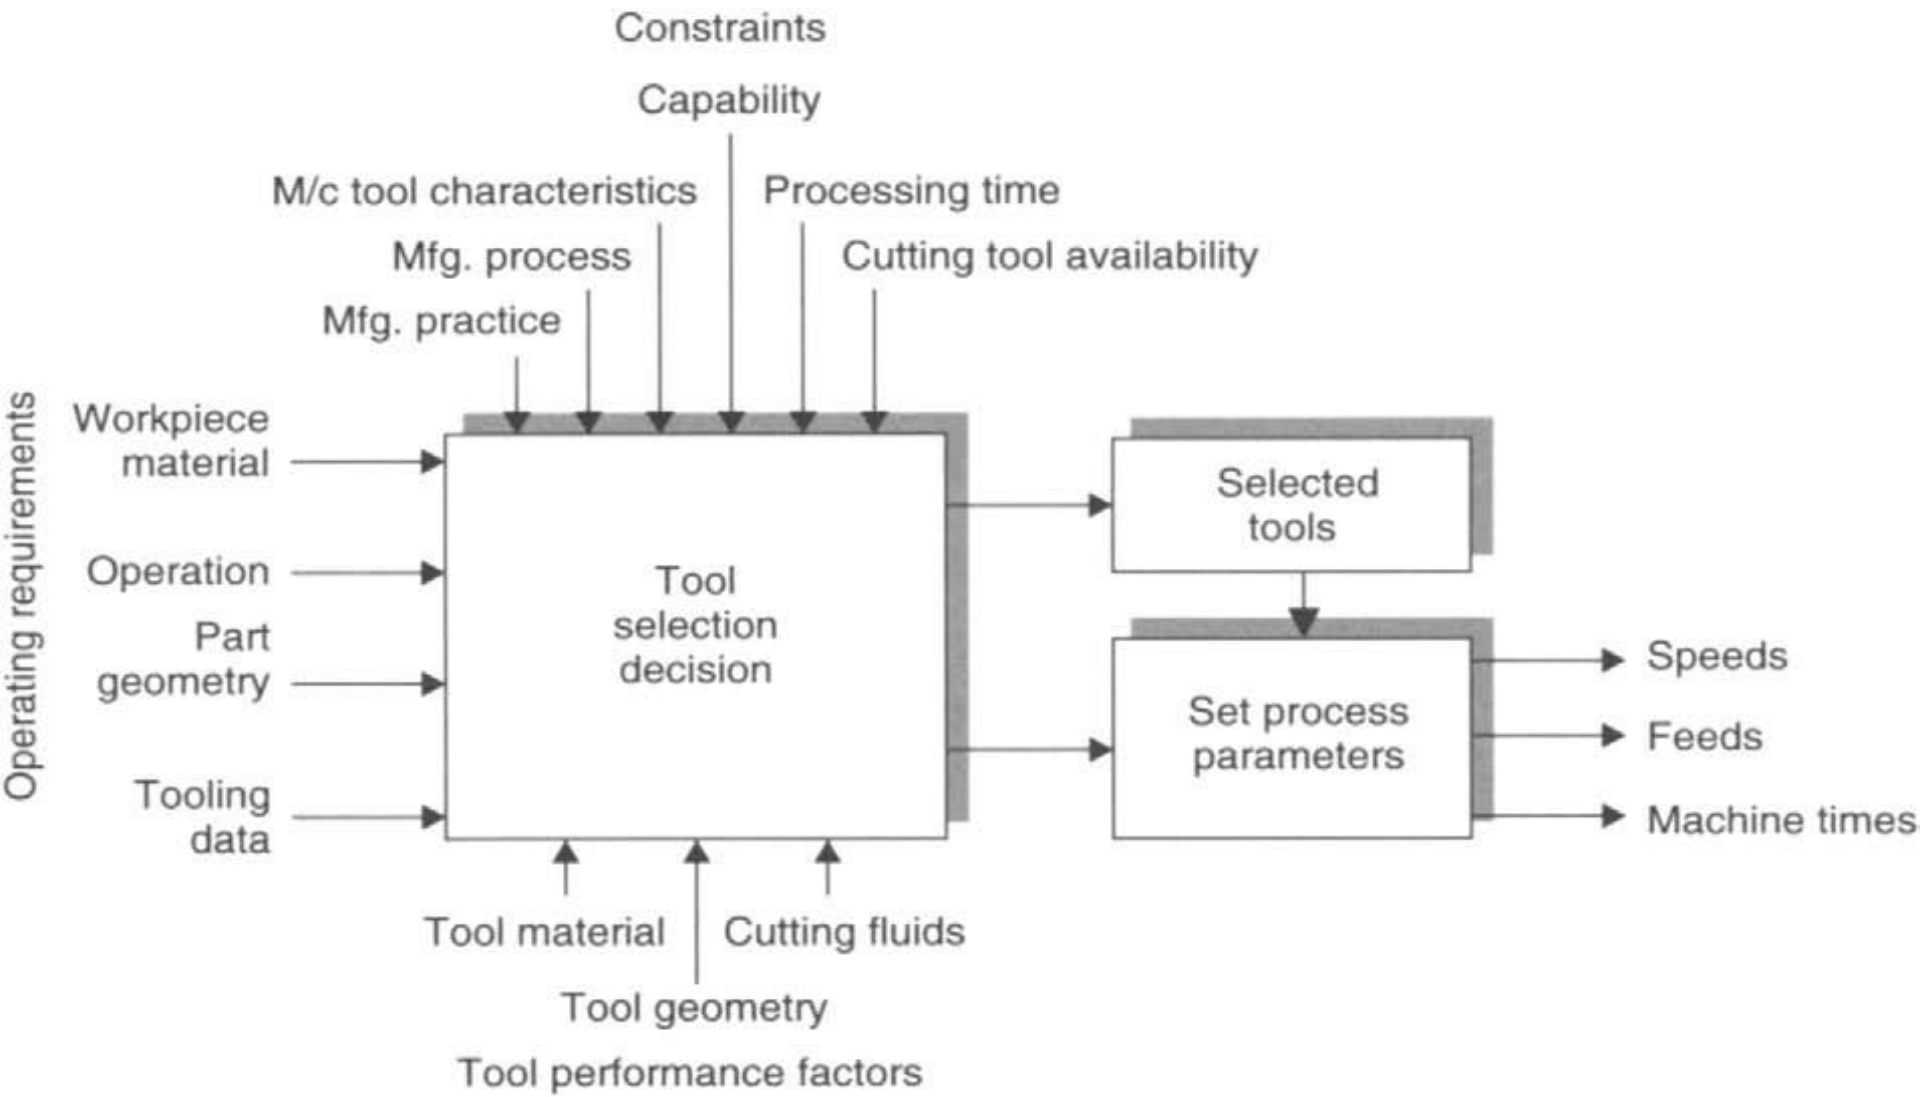 Constraints
Capability
M/c tool characteristics
Processing time
Mfg. process
Cutting tool availability
Mfg. practice
Operating requirements
Workpiece
material
Operation
Part
geometry
Tooling
data
Tool
selection
decision
Selected
tools
Set process
parameters
Speeds
Feeds
Machine times
Tool material
Cutting fluids
Tool geometry
Tool performance factors